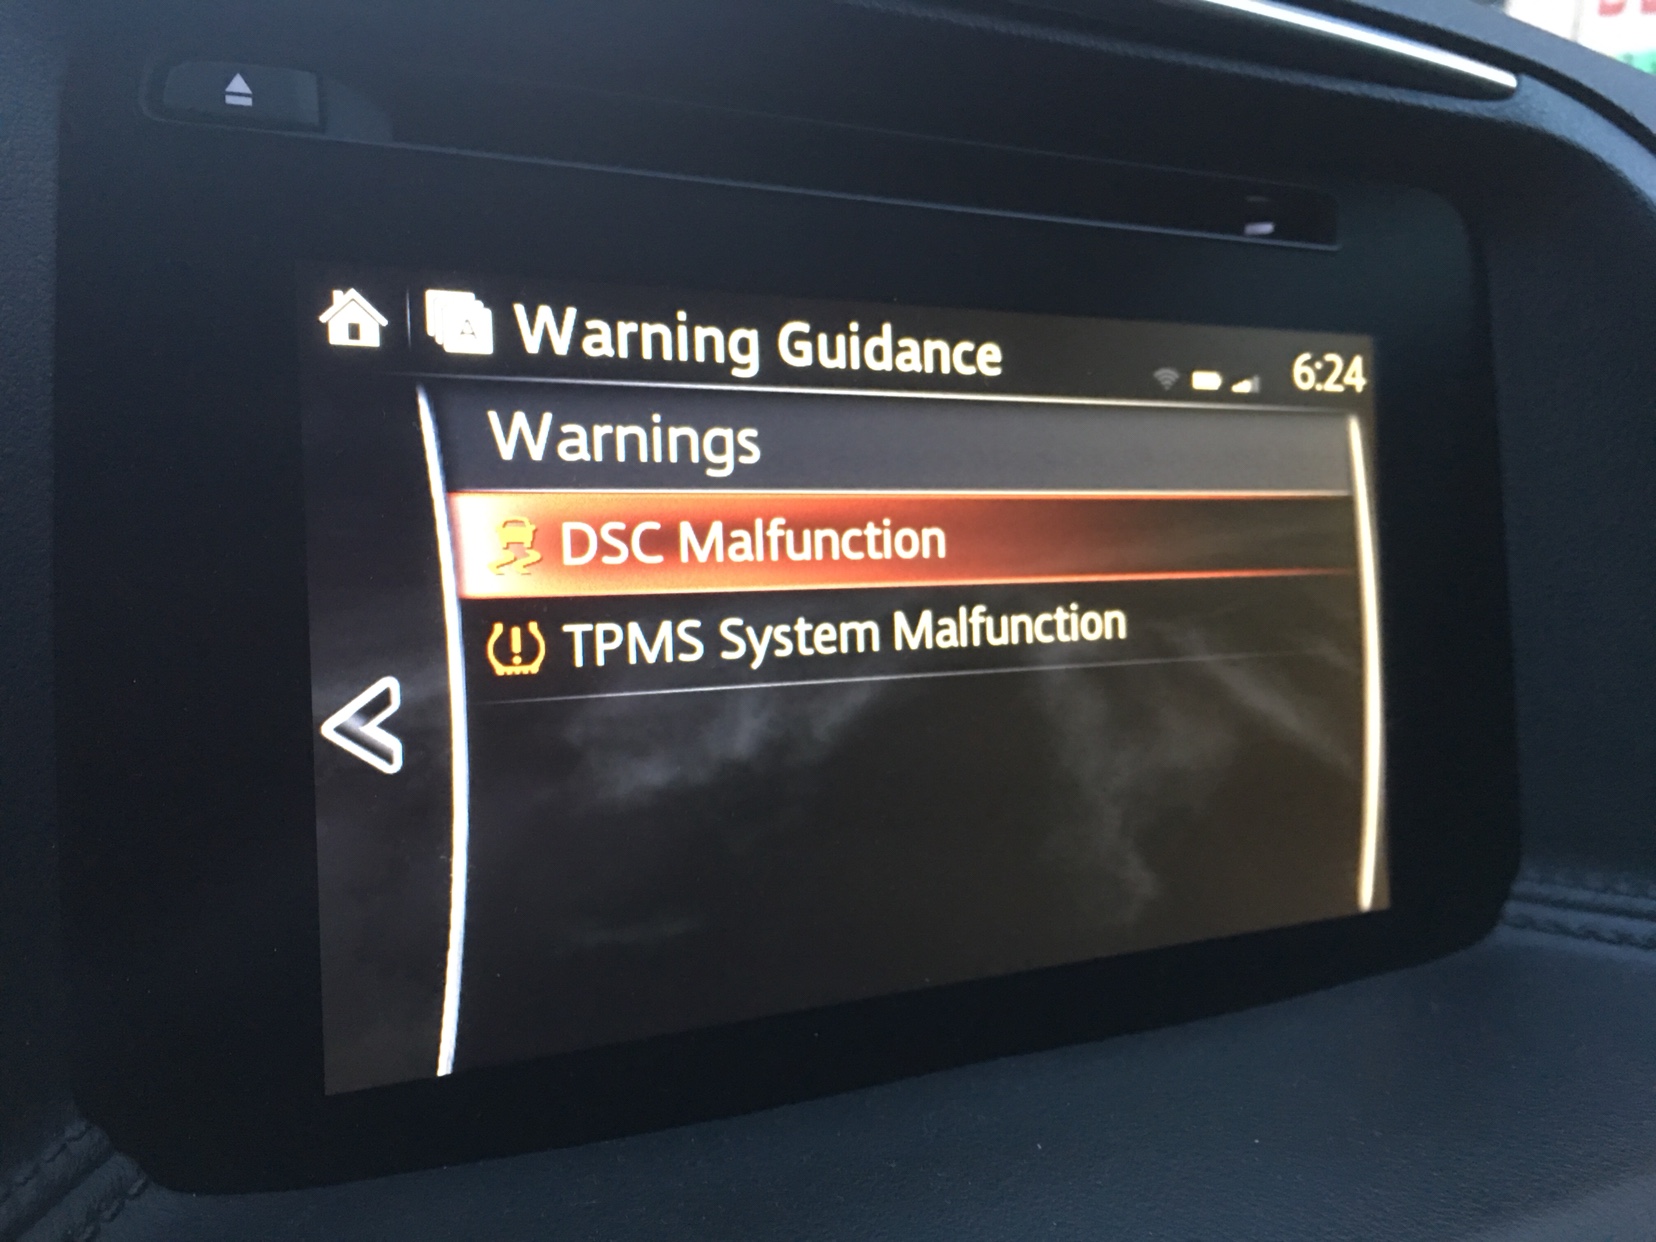 Warning Guidance
6:24
Warnings
DSC Malfunction
TPMS System Malfunction